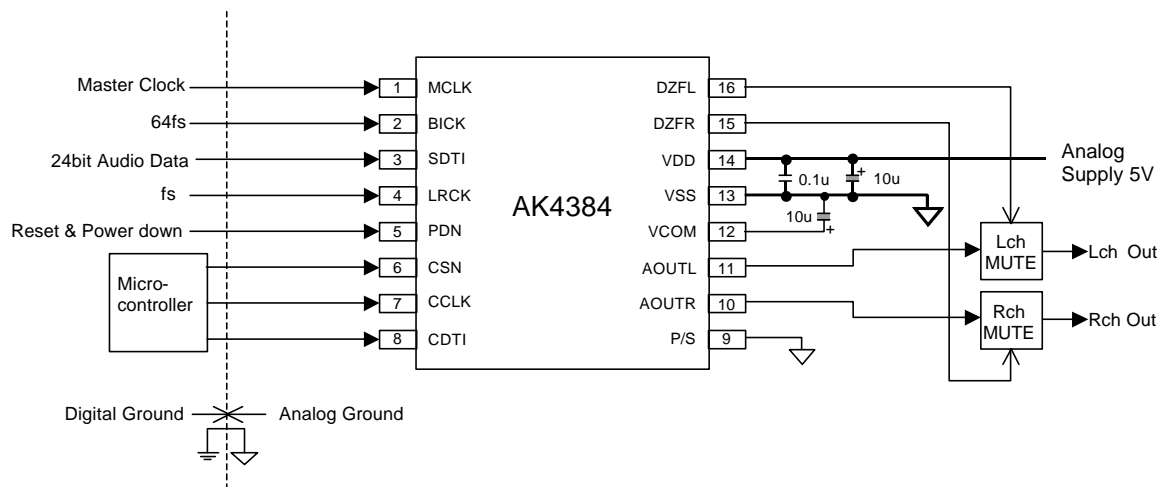 Master Clock
64fs
24bit Audio Data
fs
Reset & Power down
Micro-
controller
Digital Ground
Analog Ground
1 MCLK
2 BICK
3 SDTI
4 LRCK
5 PDN
6 CSN
7 CCLK
8 CDTI
AK4384
DZFL 16
DZFR 15
VDD 14
VSS 13
VCOM 12
AOUTL 11
AOUTR 10
P/S 9
0.1u
+ 10u
10u
+
Analog
Supply 5V
Lch
MUTE
Lch Out
Rch
MUTE
Rch Out